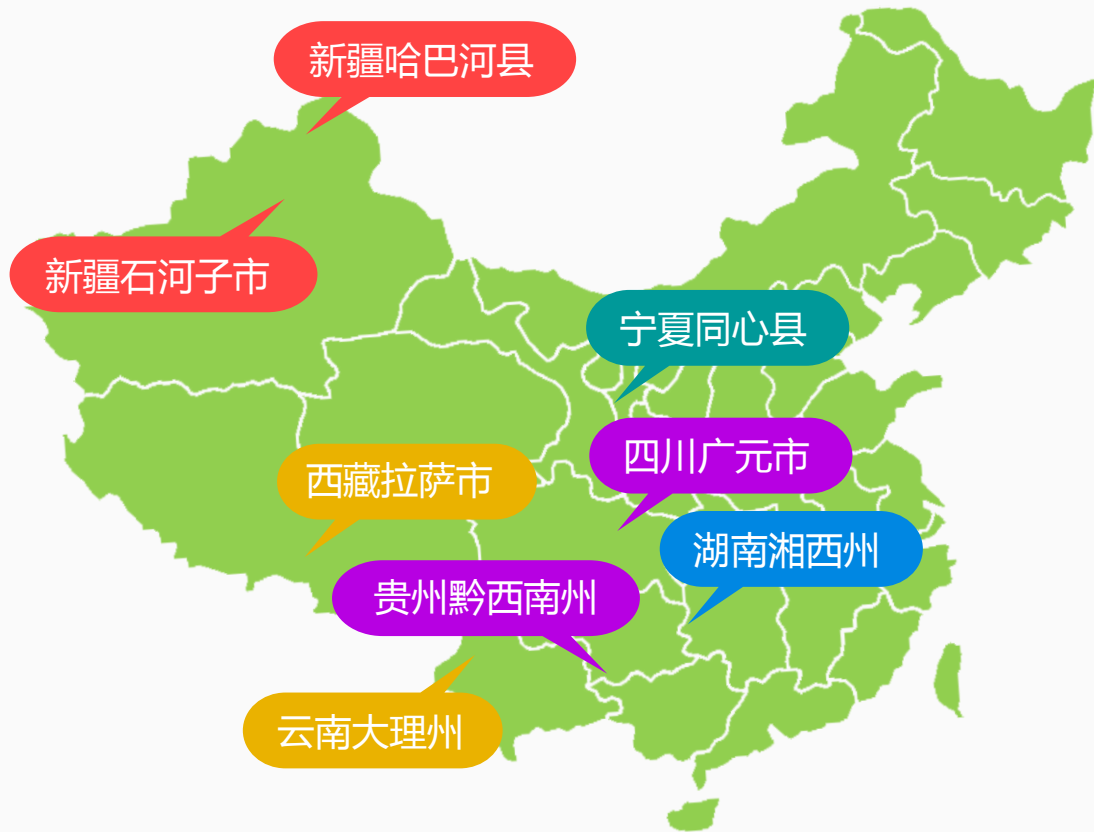 新疆哈巴河县
新疆石河子市
宁夏同心县
四川广元市
西藏拉萨市
湖南湘西州
贵州黔西南州
云南大理州